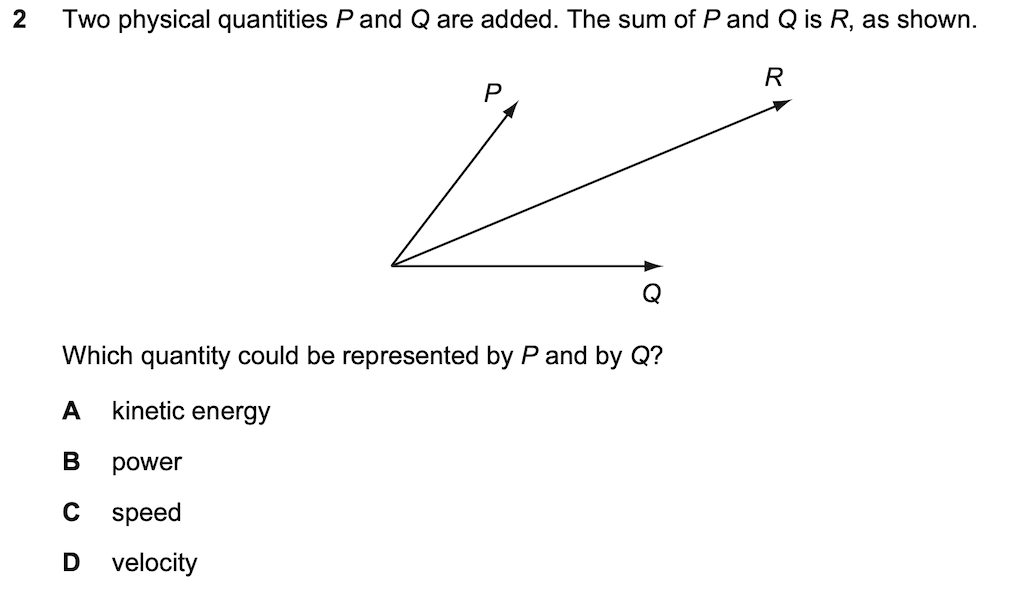 2 Two physical quantities P and Q are added. The sum of P and Q is R, as shown.
P
R
Q
Which quantity could be represented by P and by Q?
A kinetic energy
B power
C speed
D velocity